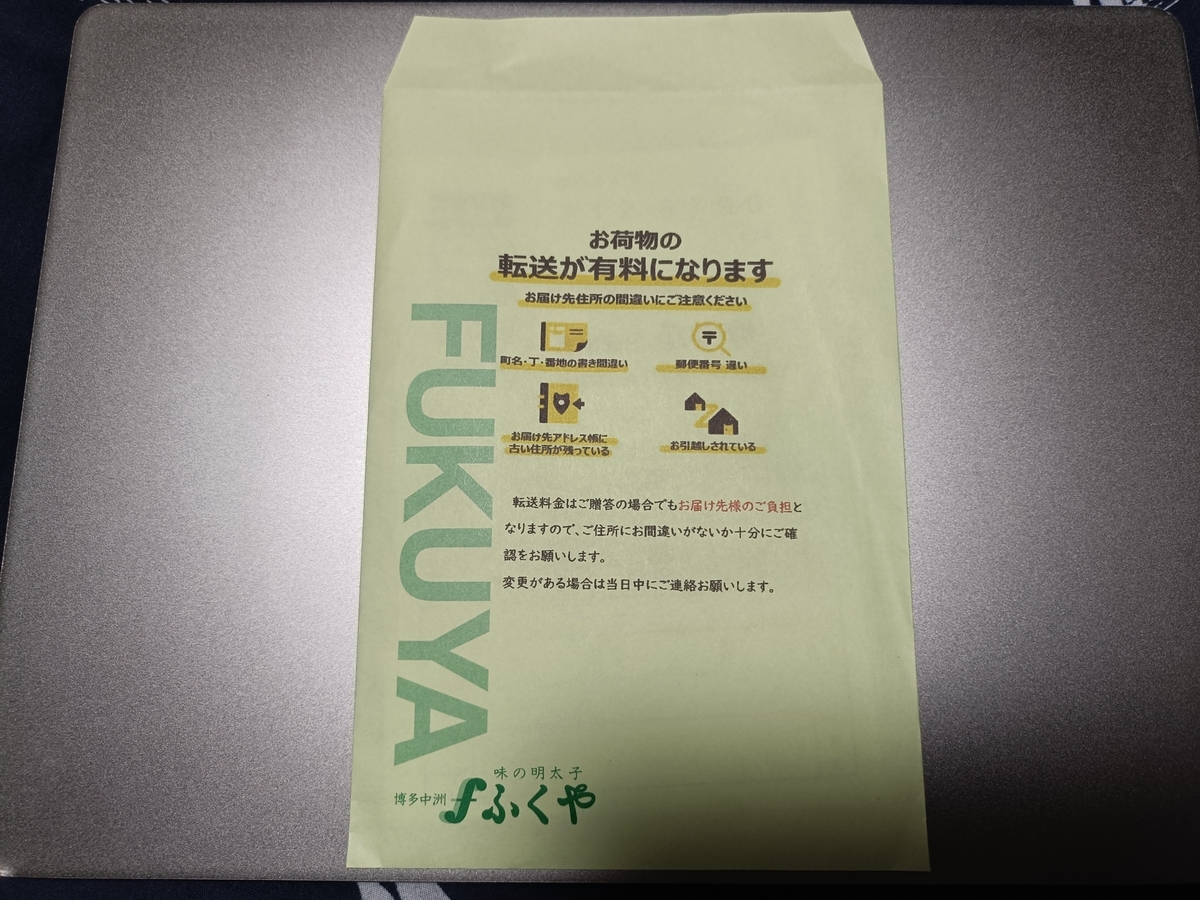 お荷物の
転送が有料になります
お届け先住所の間違いにご注意ください
町名・丁・番地の書き間違い
〒
郵便番号 違い
お届け先アドレス帳に
古い住所が残っている
お引越しされている
転送料金はご贈答の場合でもお届け先様のご負担と
なりますので、ご住所にお間違いがないか十分にご確
認をお願いします。
変更がある場合は当日中にご連絡お願いします。
FUKUYA
味の明太子
博多中洲 fふくや